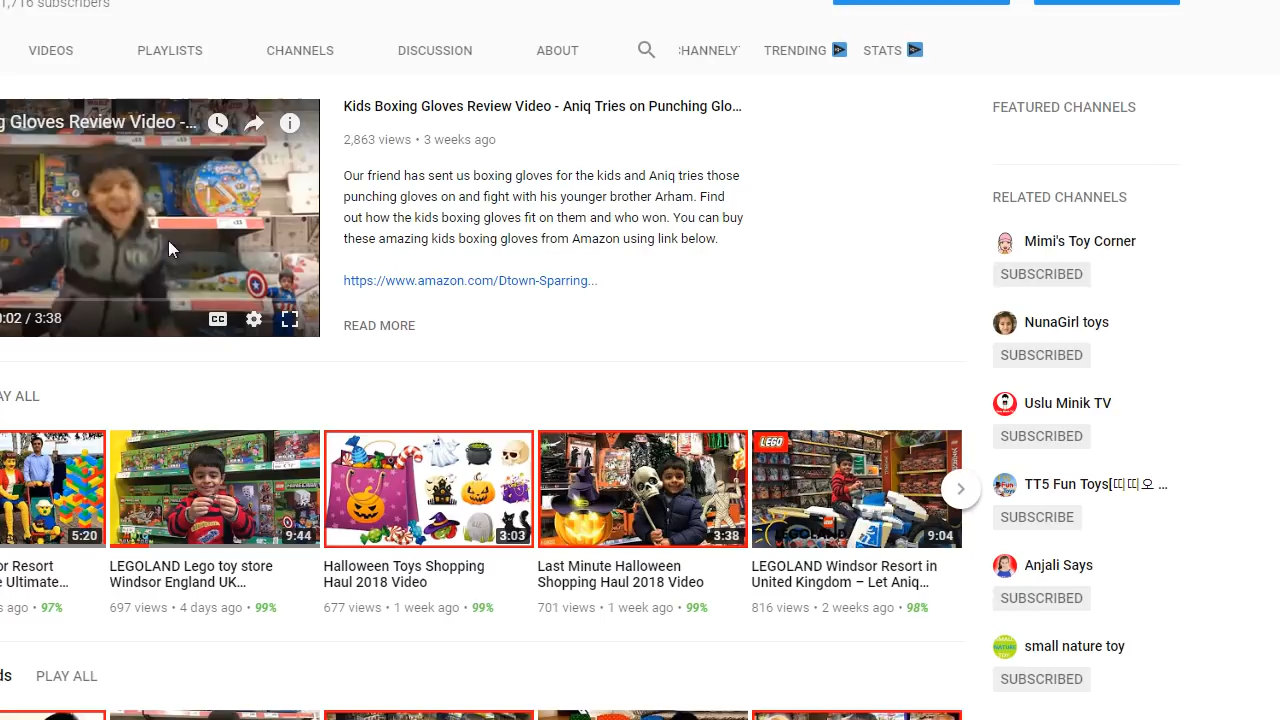 1,716 subscribers
VIDEOS PLAYLISTS CHANNELS DISCUSSION ABOUT CHANNELY TRENDING STATS
g Gloves Review Video -...
0:02 / 3:38
CC
Kids Boxing Gloves Review Video - Aniq Tries on Punching Glo...
2,863 views • 3 weeks ago
Our friend has sent us boxing gloves for the kids and Aniq tries those
punching gloves on and fight with his younger brother Arham. Find
out how the kids boxing gloves fit on them and who won. You can buy
these amazing kids boxing gloves from Amazon using link below.
https://www.amazon.com/Dtown-Sparring...
READ MORE
FEATURED CHANNELS
RELATED CHANNELS
Mimi's Toy Corner
SUBSCRIBED
NunaGirl toys
SUBSCRIBED
Uslu Minik TV
SUBSCRIBED
TT5 Fun Toys[띠띠오 ...
SUBSCRIBE
Anjali Says
SUBSCRIBED
small nature toy
SUBSCRIBED
AY ALL
5:20
9:44
3:03
3:38
LEGO
LEGOLAND
9:04
or Resort
e Ultimate...
s ago • 97%
LEGOLAND Lego toy store
Windsor England UK...
697 views • 4 days ago • 99%
Halloween Toys Shopping
Haul 2018 Video
677 views • 1 week ago • 99%
Last Minute Halloween
Shopping Haul 2018 Video
701 views • 1 week ago • 99%
LEGOLAND Windsor Resort in
United Kingdom – Let Aniq...
816 views • 2 weeks ago • 98%
ds PLAY ALL